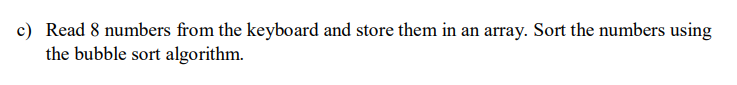 c) Read 8 numbers from the keyboard and store them in an array. Sort the numbers using
the bubble sort algorithm.